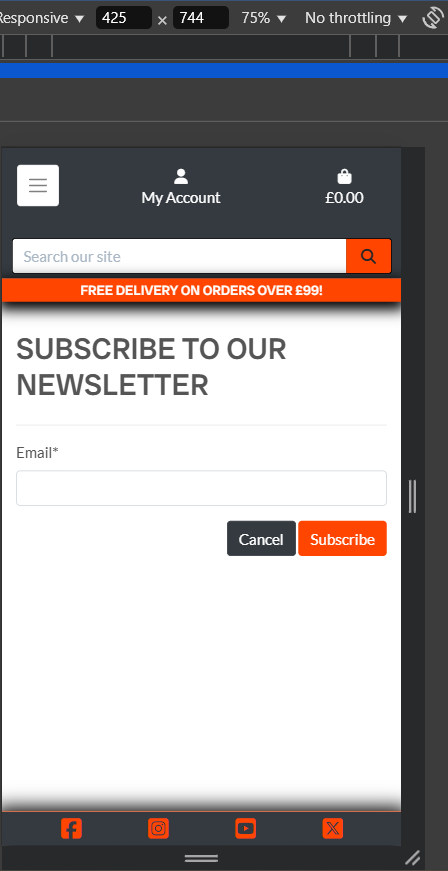 Responsive 425 × 744 75% No throttling
My Account £0.00
Search our site
FREE DELIVERY ON ORDERS OVER £99!
SUBSCRIBE TO OUR
NEWSLETTER
Email*
Cancel Subscribe